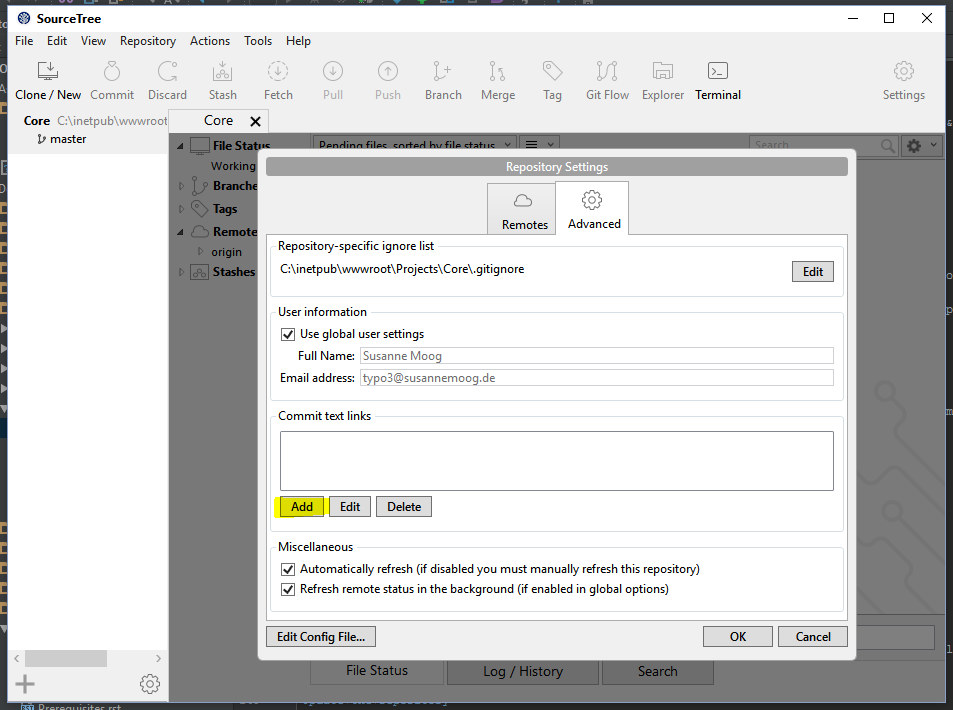 SourceTree
File Edit View Repository Actions Tools Help
Clone / New Commit Discard Stash Fetch Pull Push Branch Merge Tag Git Flow Explorer Terminal Settings
Core C:\inetpub\wwwroot
master
Core
File Status
Working
Branche
Tags
Remote
origin
Stashes
Pending files, sorted by file status
Search
Repository Settings
Remotes Advanced
Repository-specific ignore list
C:\inetpub\wwwroot\Projects\Core\.gitignore Edit
User information
Use global user settings
Full Name: Susanne Moog
Email address: typo3@susannemoog.de
Commit text links
Add Edit Delete
Miscellaneous
Automatically refresh (if disabled you must manually refresh this repository)
Refresh remote status in the background (if enabled in global options)
Edit Config File... OK Cancel
File Status Log / History Search
Prerequisites.rst